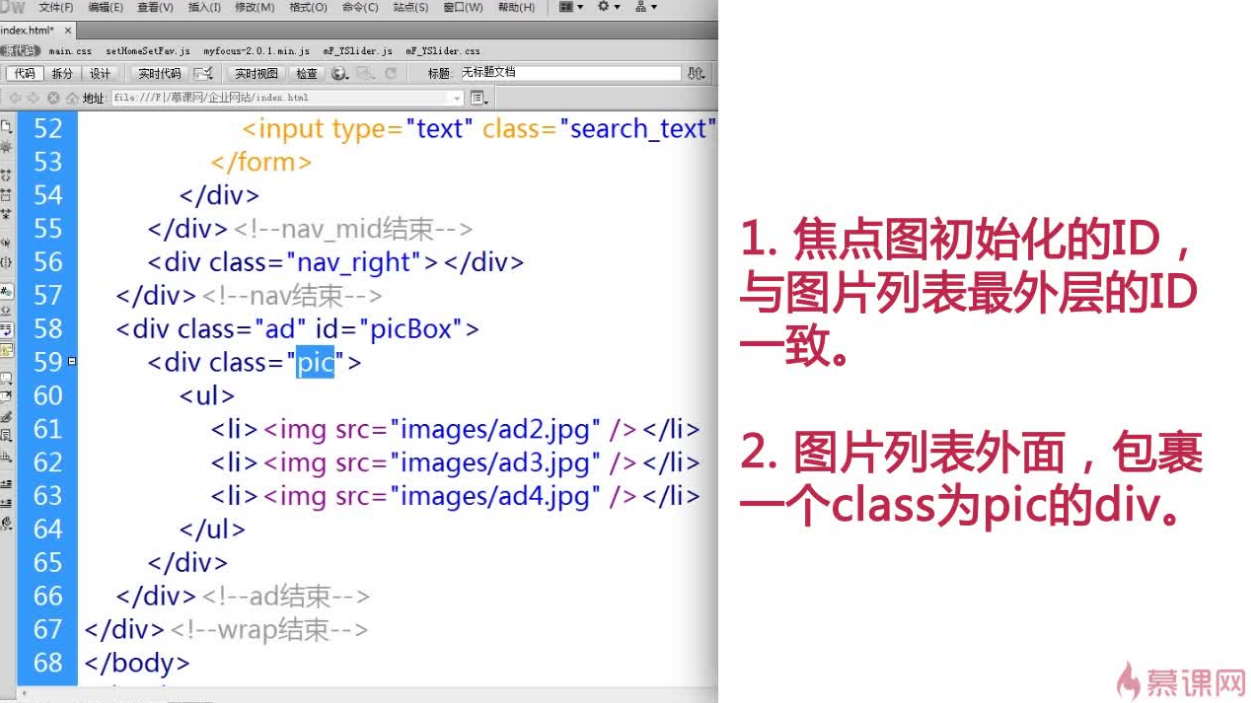 DW 文件(F) 编辑(E) 查看(V) 插入(I) 修改(M) 格式(O) 命令(C) 站点(S) 窗口(W) 帮助(H)
index.html* ×
源代码 main.css setHomeSetFav.js myfocus-2.0.1.min.js mF_YSlider.js mF_YSlider.css
代码 拆分 设计 实时代码 实时视图 检查 标题: 无标题文档
地址: file:///F|/慕课网/企业网站/index.html
52 <input type="text" class="search_text"
53 </form>
54 </div>
55 </div><!--nav_mid结束-->
56 <div class="nav_right"></div>
57 </div><!--nav结束-->
58 <div class="ad" id="picBox">
59 <div class="pic">
60 <ul>
61 <li><img src="images/ad2.jpg" /></li>
62 <li><img src="images/ad3.jpg" /></li>
63 <li><img src="images/ad4.jpg" /></li>
64 </ul>
65 </div>
66 </div><!--ad结束-->
67 </div><!--wrap结束-->
68 </body>
1. 焦点图初始化的ID，
与图片列表最外层的ID
一致。
2. 图片列表外面，包裹
一个class为pic的div。
慕课网